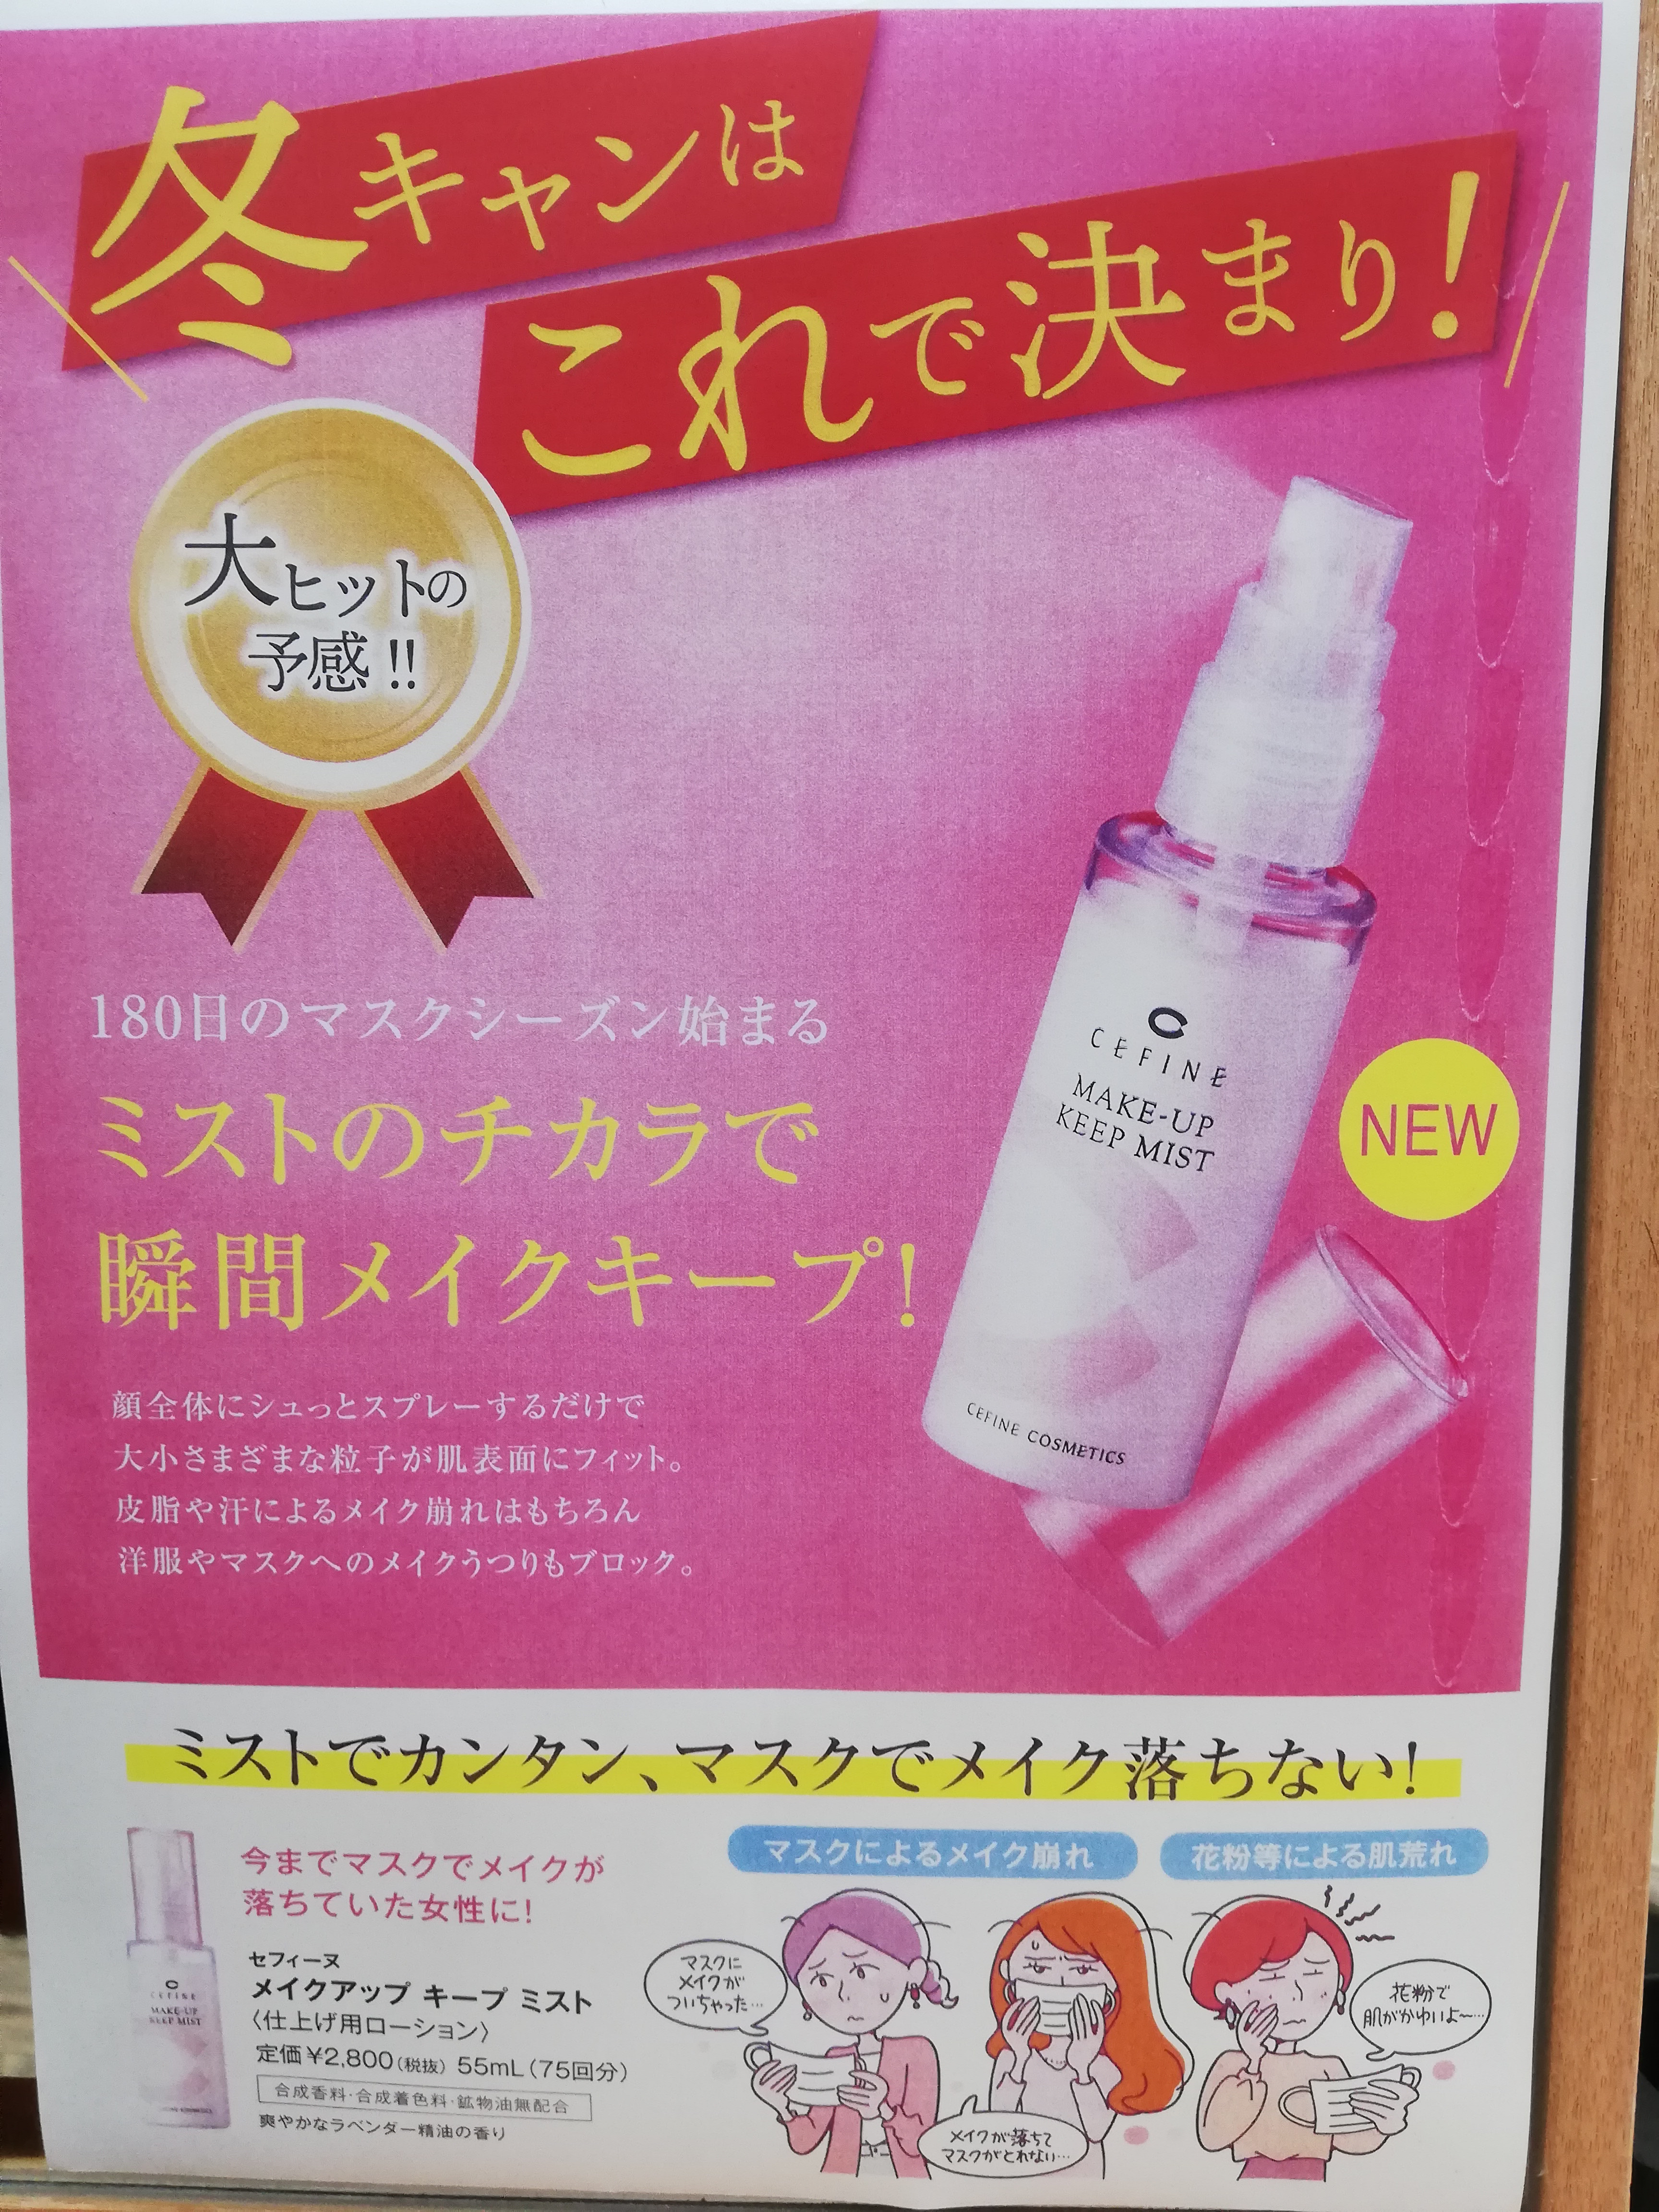 冬キャンは
これで決まり!
大ヒットの
予感!!
180日のマスクシーズン始まる
ミストのチカラで
瞬間メイクキープ!
顔全体にシュっとスプレーするだけで
大小さまざまな粒子が肌表面にフィット。
皮脂や汗によるメイク崩れはもちろん
洋服やマスクへのメイクうつりもブロック。
CEFINE
MAKE-UP
KEEP MIST
CEFINE COSMETICS
NEW
ミストでカンタン、マスクでメイク落ちない!
今までマスクでメイクが
落ちていた女性に!
セフィーヌ
メイクアップ キープ ミスト
〈仕上げ用ローション〉
定価¥2,800(税抜) 55mL(75回分)
合成香料・合成着色料・鉱物油無配合
爽やかなラベンダー精油の香り
CEFINE
MAKE-UP
KEEP MIST
マスクによるメイク崩れ
花粉等による肌荒れ
マスクに
メイクが
ついちゃった…
メイクが落ちて
マスクがとれない…
花粉で
肌がかゆいよ〜…